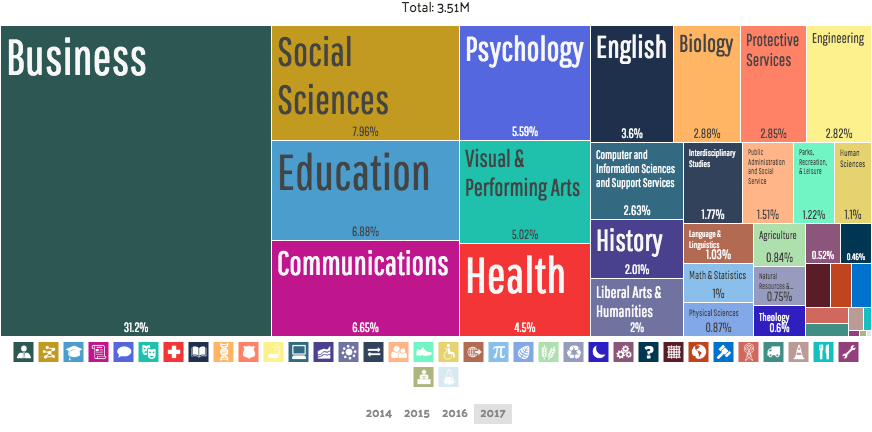 Total: 3.51M
Business
31.2%
Social
Sciences
7.96%
Education
6.88%
Communications
6.65%
Psychology
5.59%
Visual &
Performing Arts
5.02%
Health
4.5%
English
3.6%
Biology
2.88%
Protective
Services
2.85%
Engineering
2.82%
Computer and
Information Sciences
and Support Services
2.63%
History
2.01%
Liberal Arts &
Humanities
2%
Interdisciplinary
Studies
1.77%
Public
Administration
and Social
Service
1.51%
Parks,
Recreation,
& Leisure
1.22%
Human
Sciences
1.1%
Language &
Linguistics
1.03%
Math & Statistics
1%
Physical Sciences
0.87%
Agriculture
0.84%
Natural
Resources &...
0.75%
Theology
0.6%
0.52%
0.46%
2014 2015 2016 2017